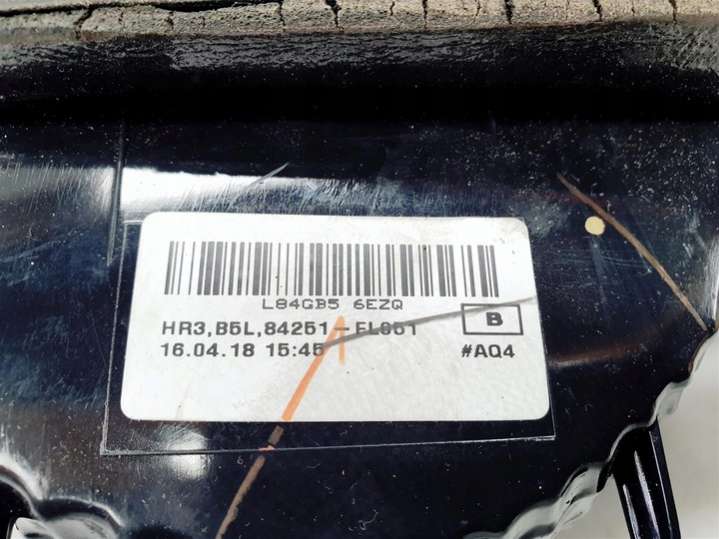 L84GB5 6EZQ
HR3,B5L,84251-FL051 B
16.04.18 15:45 #AQ4